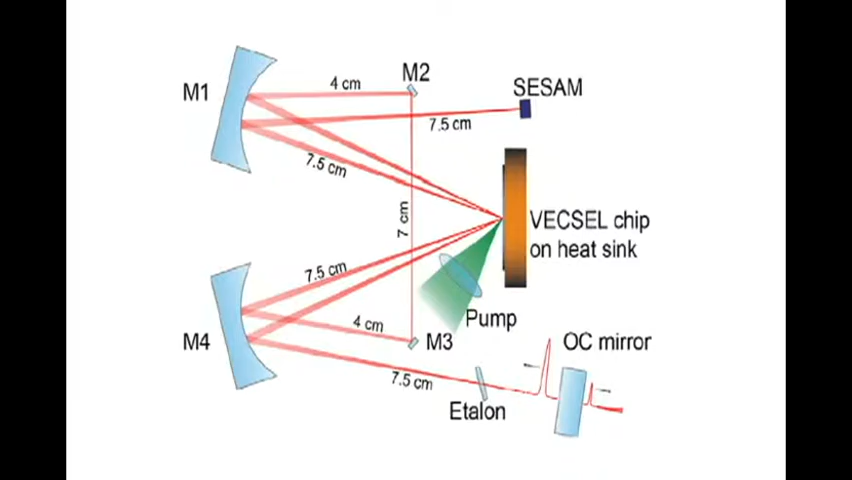 M2
4 cm
SESAM
M1
7.5 cm
7.5 cm
7 cm
VECSEL chip
on heat sink
7.5 cm
4 cm
Pump
M4
M3
OC mirror
7.5 cm
Etalon